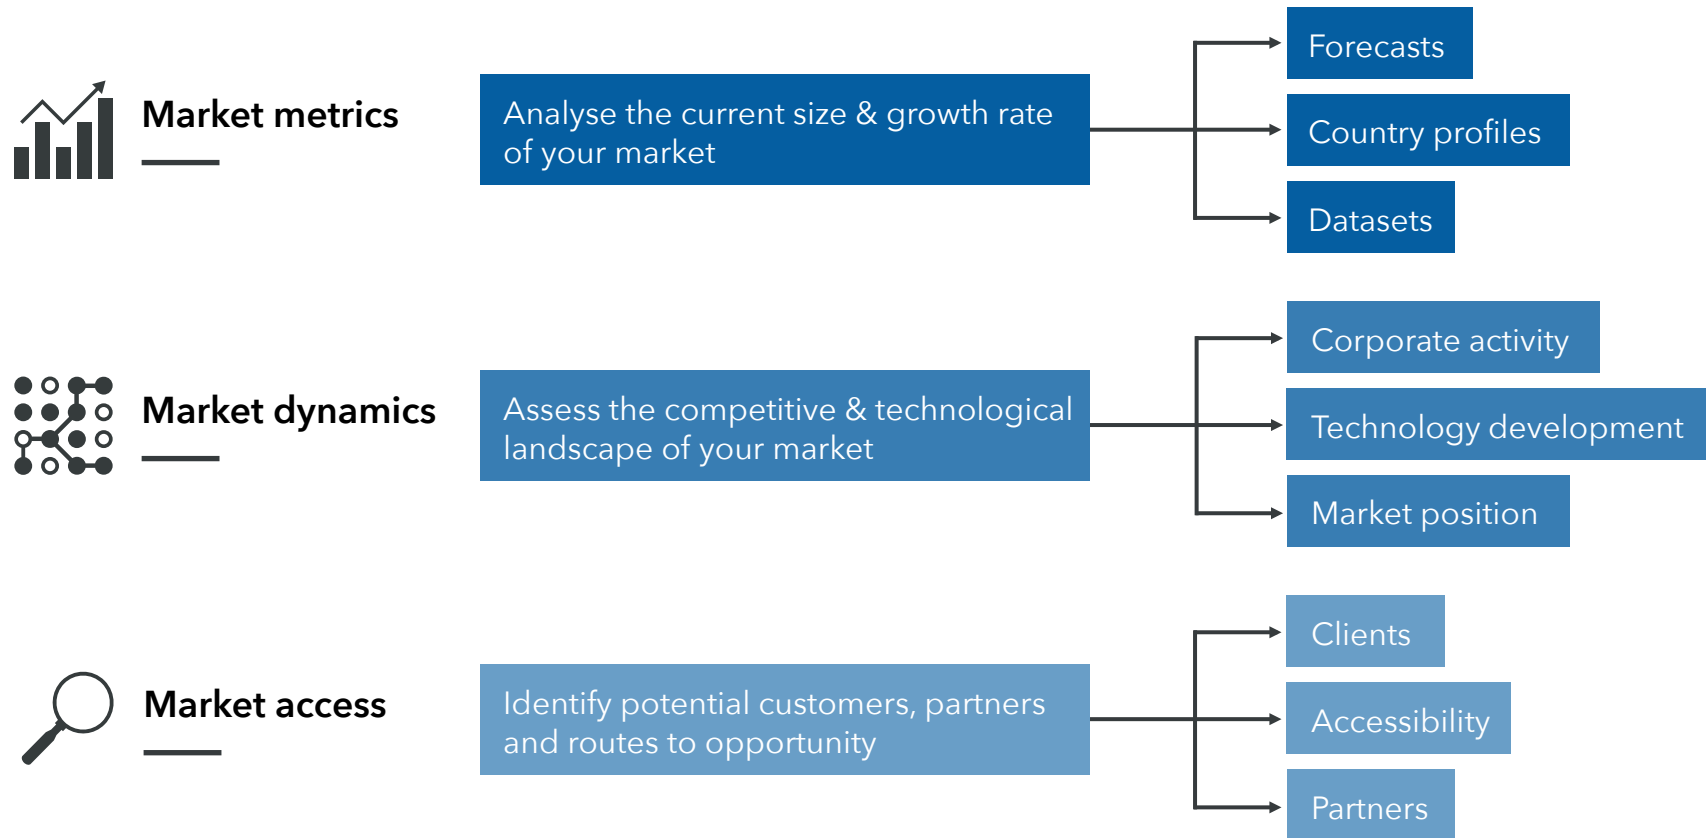 Market metrics
Analyse the current size & growth rate
of your market
Forecasts
Country profiles
Datasets
Market dynamics
Assess the competitive & technological
landscape of your market
Corporate activity
Technology development
Market position
Market access
Identify potential customers, partners
and routes to opportunity
Clients
Accessibility
Partners